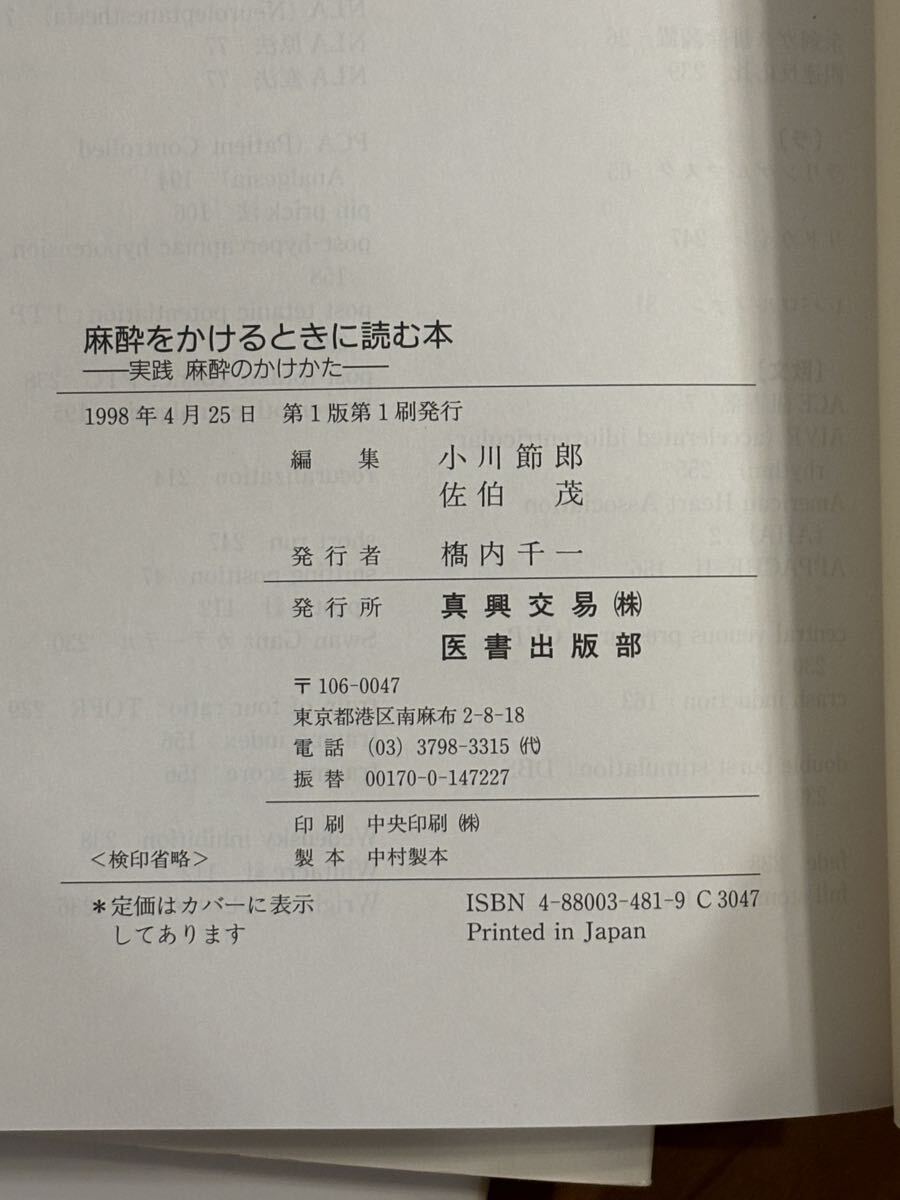 麻酔をかけるときに読む本
――実践 麻酔のかけかた――
1998年4月25日 第1版第1刷発行
編集 小川節郎
佐伯 茂
発行者 橋内千一
発行所 真興交易㈱
医書出版部
〒106-0047
東京都港区南麻布2-8-18
電話 (03) 3798-3315 ㈹
振替 00170-0-147227
印刷 中央印刷㈱
<検印省略> 製本 中村製本
＊定価はカバーに表示
してあります
ISBN 4-88003-481-9 C3047
Printed in Japan